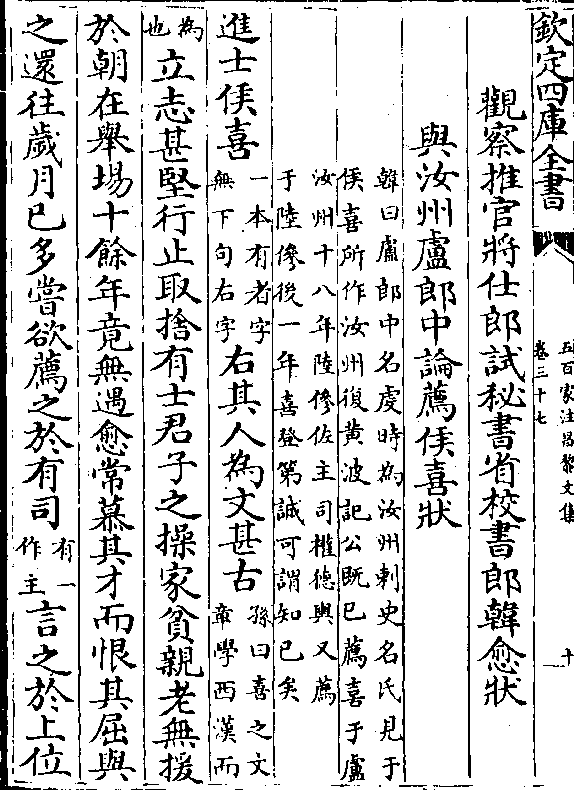 欽定四庫全書
五百家注昌黎文集
卷三十七
十
觀察推官將仕郎試秘書省校書郎韓愈狀
與汝州盧郎中論薦侯喜狀
韓曰盧郎中名虔時為汝州刺史名氏見于
侯喜所作汝州復黄波記公既已薦喜于盧
汝州十八年陸傪佐主司權德輿又薦
于陸傪後一年喜登第誠可謂知已矣
進士侯喜一本有者字無下句右字右其人為文甚古孫曰喜之文章學西漢而
為也立志甚堅行止取捨有士君子之操家貧親老無援
於朝在舉場十餘年竟無遇愈常慕其才而恨其屈與
之還往歲月已多嘗欲薦之於有司有一作主言之於上位